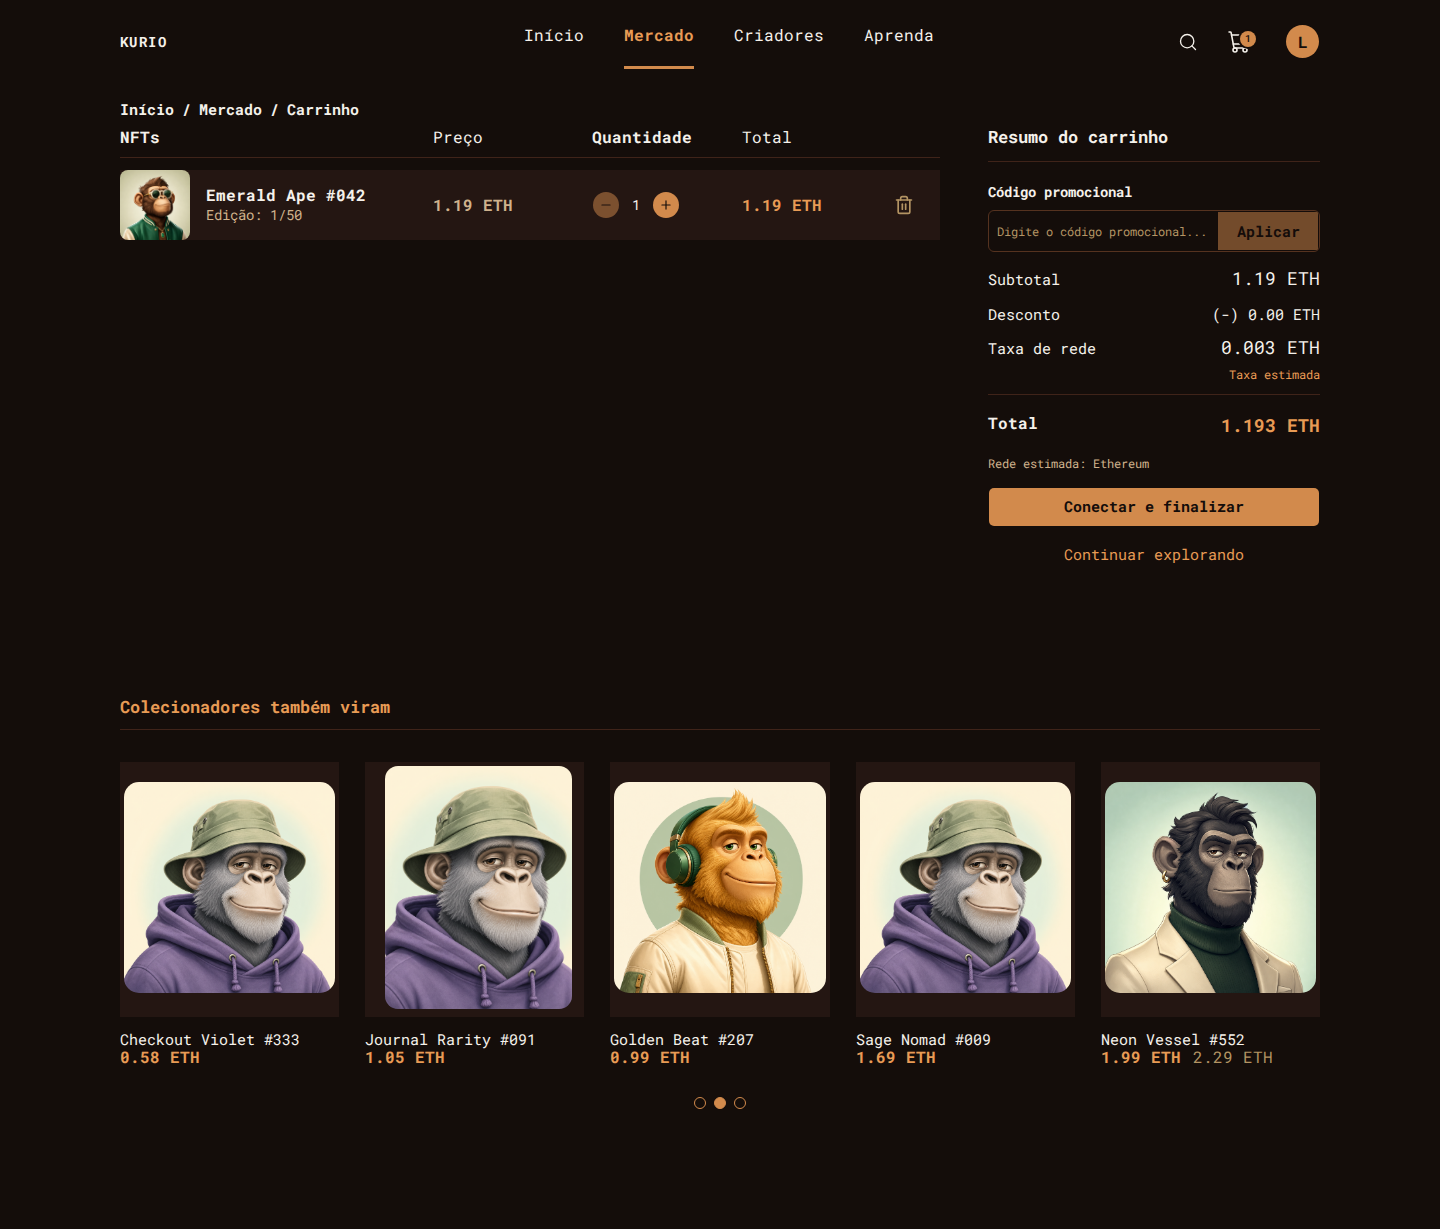 KURIO
Início Mercado Criadores Aprenda
1
L
Início / Mercado / Carrinho
NFTs Preço Quantidade Total
Emerald Ape #042
Edição: 1/50
1.19 ETH
1
1.19 ETH
Resumo do carrinho
Código promocional
Digite o código promocional... Aplicar
Subtotal 1.19 ETH
Desconto (-) 0.00 ETH
Taxa de rede 0.003 ETH
Taxa estimada
Total 1.193 ETH
Rede estimada: Ethereum
Conectar e finalizar
Continuar explorando
Colecionadores também viram
Checkout Violet #333
0.58 ETH
Journal Rarity #091
1.05 ETH
Golden Beat #207
0.99 ETH
Sage Nomad #009
1.69 ETH
Neon Vessel #552
1.99 ETH 2.29 ETH